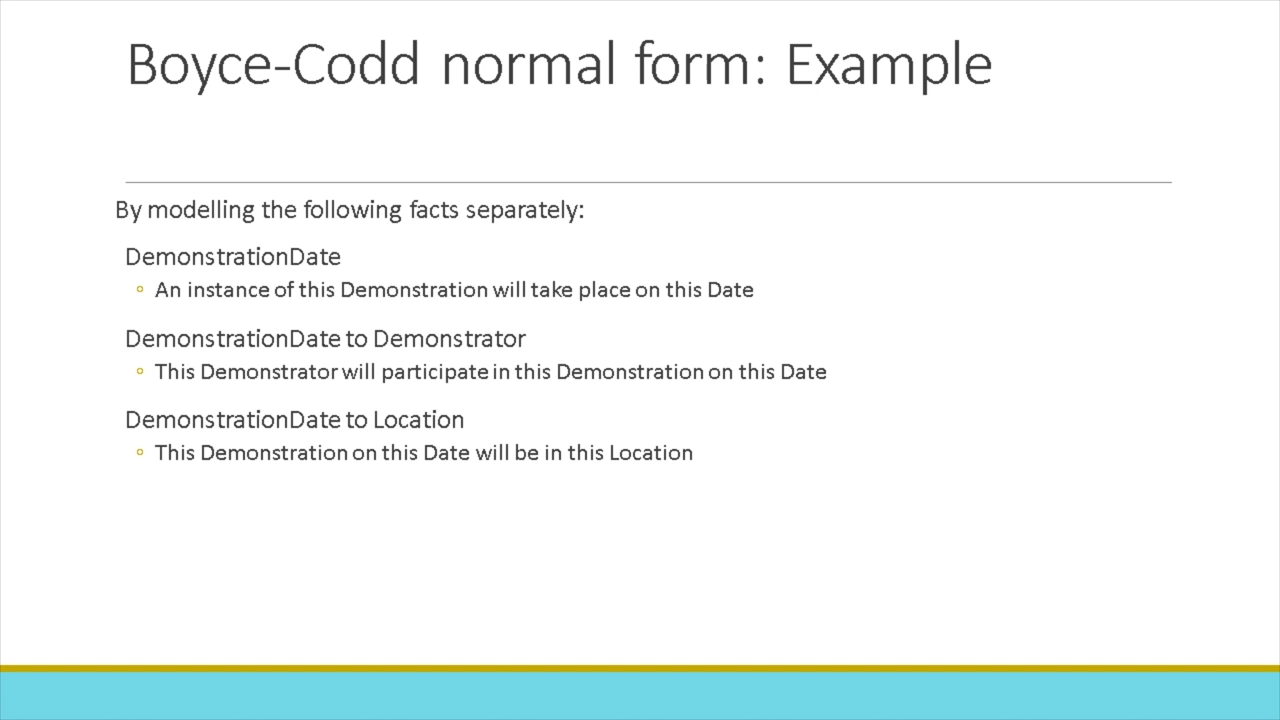 Boyce-Codd normal form: Example
By modelling the following facts separately:
DemonstrationDate
◦ An instance of this Demonstration will take place on this Date
DemonstrationDate to Demonstrator
◦ This Demonstrator will participate in this Demonstration on this Date
DemonstrationDate to Location
◦ This Demonstration on this Date will be in this Location